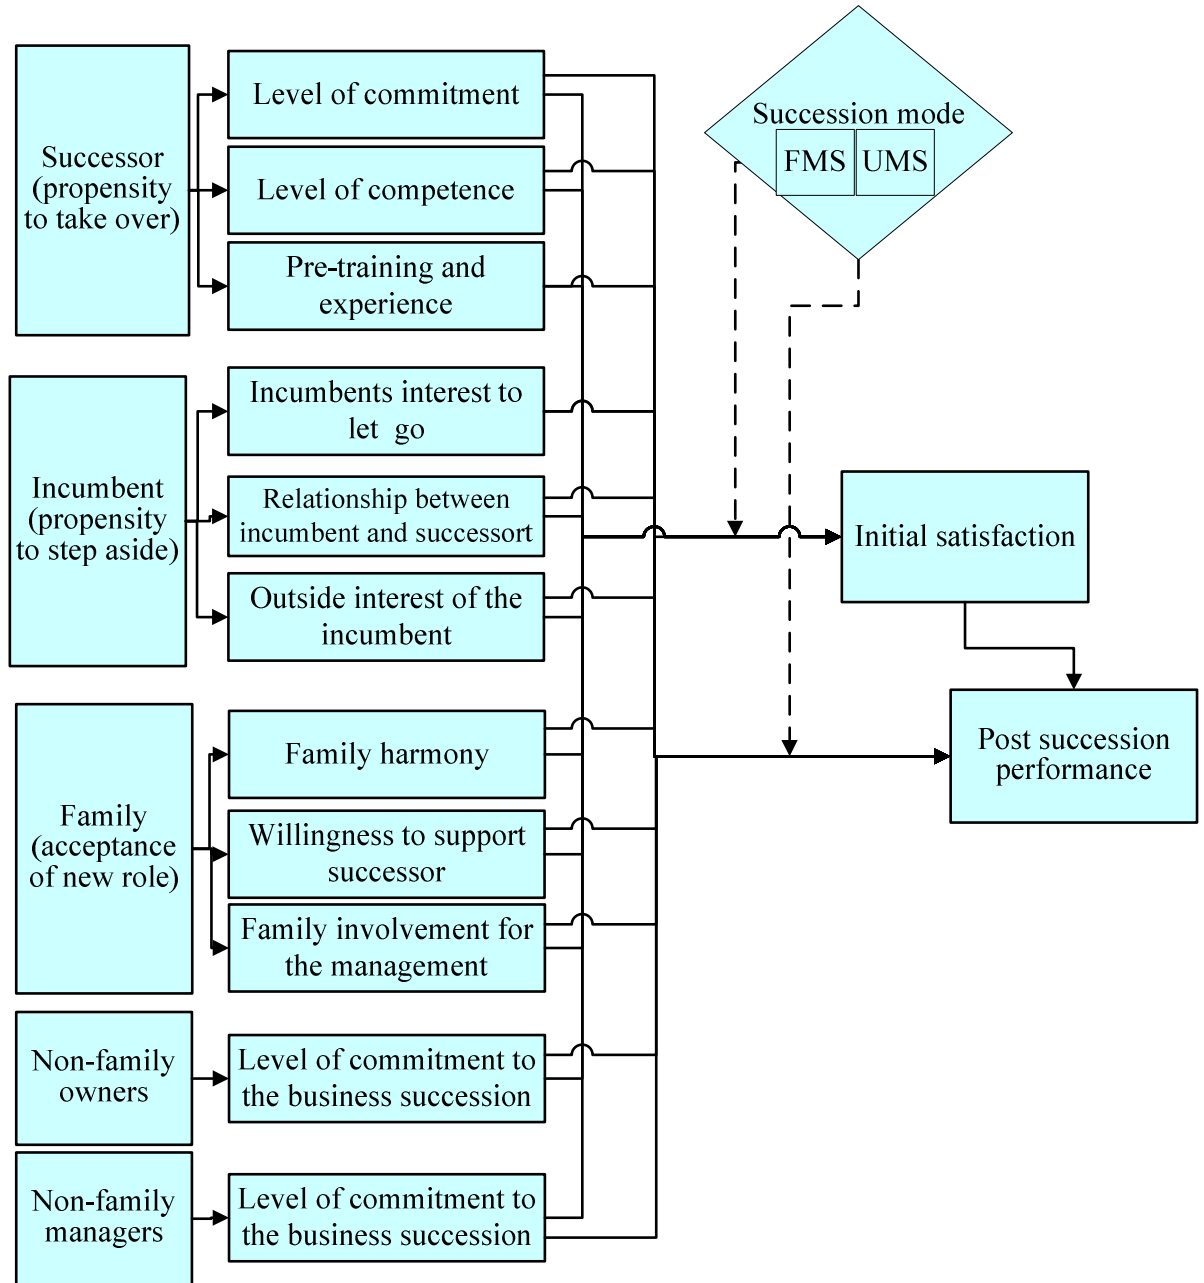 Successor
(propensity
to take over)
Level of commitment
Level of competence
Pre-training and
experience
Succession mode
FMS
UMS
Incumbent
(propensity
to step aside)
Incumbents interest to
let go
Relationship between
incumbent and successort
Outside interest of the
incumbent
Initial satisfaction
Post succession
performance
Family
(acceptance
of new role)
Family harmony
Willingness to support
successor
Family involvement for
the management
Non-family
owners
Level of commitment to
the business succession
Non-family
managers
Level of commitment to
the business succession